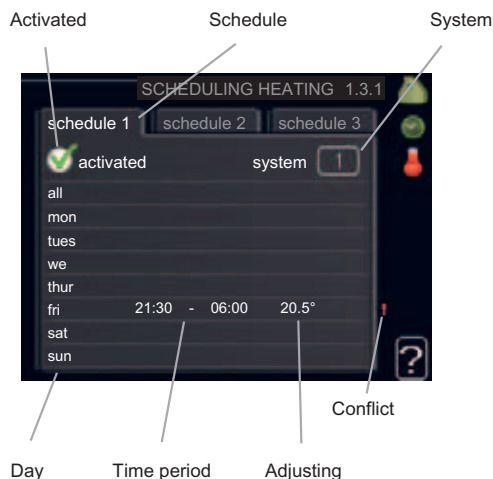 Activated Schedule System
SCHEDULING HEATING 1.3.1
schedule 1 schedule 2 schedule 3
activated system 1
all
mon
tues
we
thur
fri 21:30 - 06:00 20.5° !
sat
sun
?
Conflict
Day Time period Adjusting